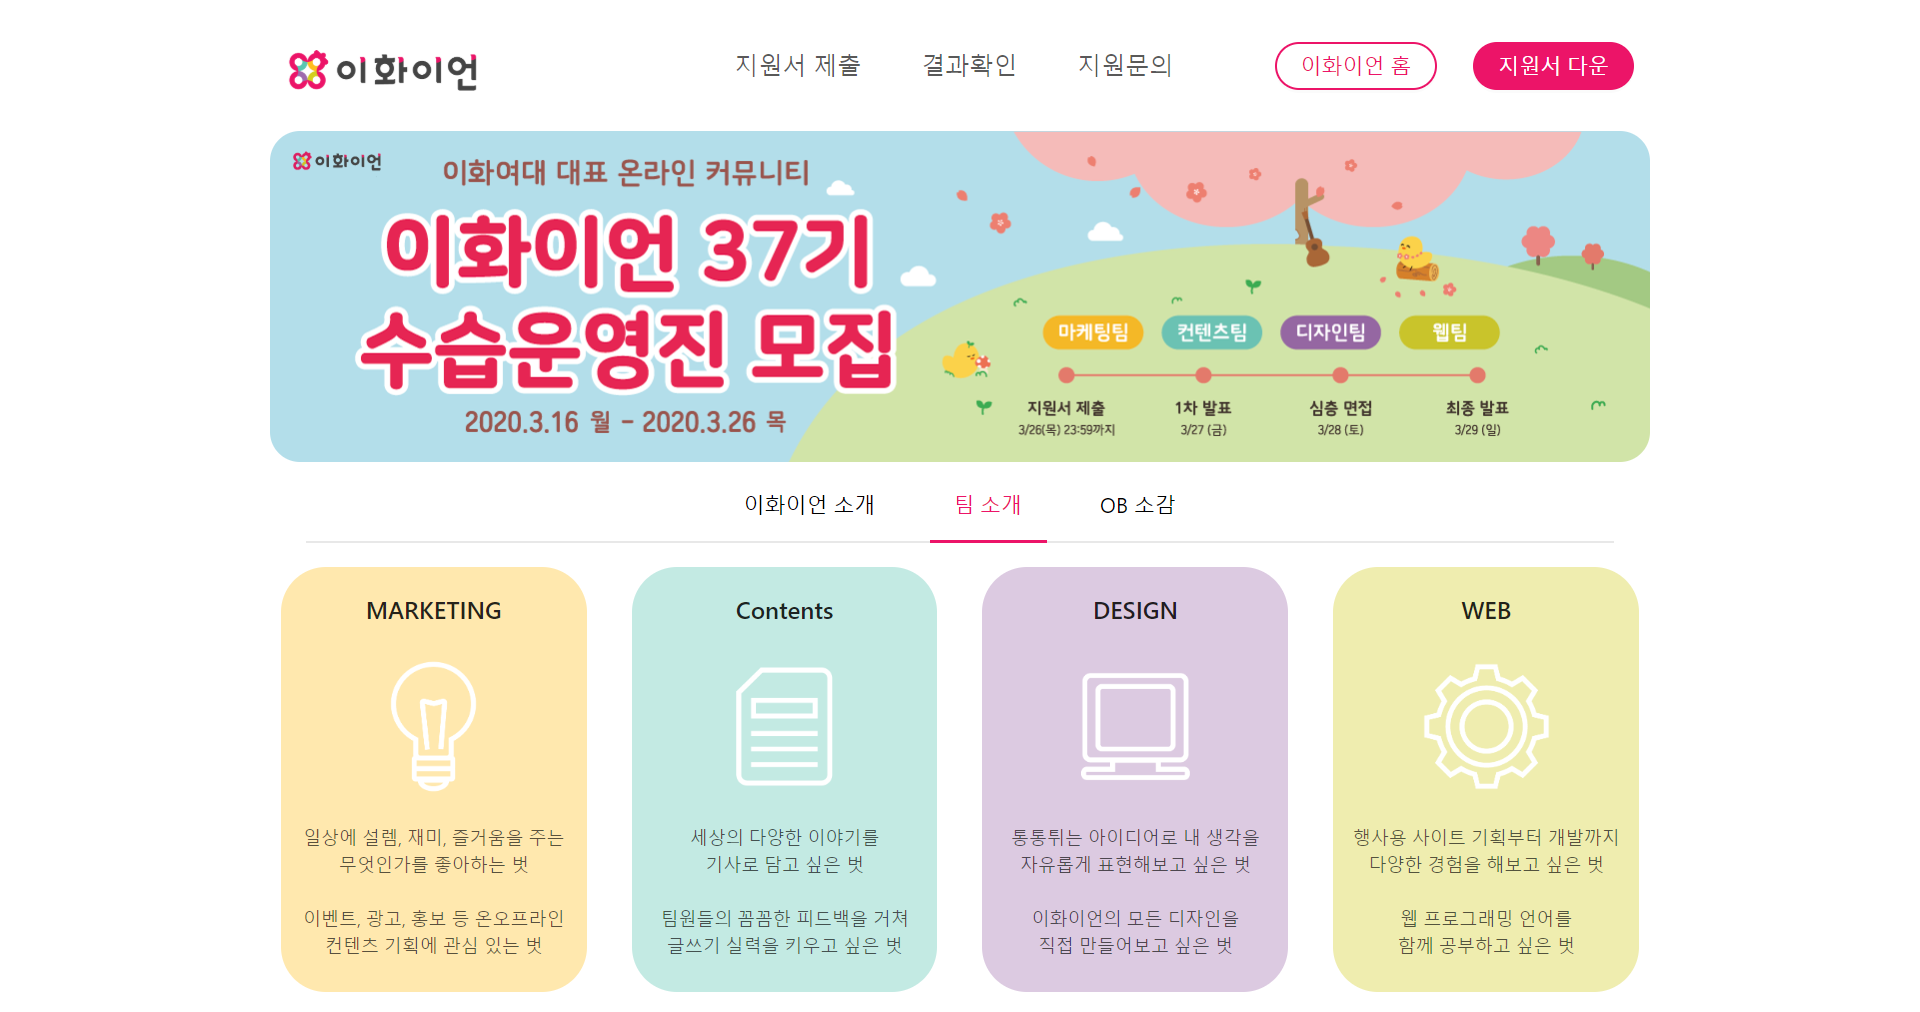 이화이언
지원서 제출
결과확인
지원문의
이화이언 홈
지원서 다운
이화이언
이화여대 대표 온라인 커뮤니티
이화이언 37기
수습운영진 모집
2020.3.16 월 - 2020.3.26 목
마케팅팀
컨텐츠팀
디자인팀
웹팀
지원서 제출
1차 발표
심층 면접
최종 발표
3/26(목) 23:59까지
3/27 (금)
3/28 (토)
3/29 (일)
이화이언 소개
팀 소개
OB 소감
MARKETING
일상에 설렘, 재미, 즐거움을 주는
무엇인가를 좋아하는 벗
이벤트, 광고, 홍보 등 온오프라인
컨텐츠 기획에 관심 있는 벗
Contents
세상의 다양한 이야기를
기사로 담고 싶은 벗
팀원들의 꼼꼼한 피드백을 거쳐
글쓰기 실력을 키우고 싶은 벗
DESIGN
통통튀는 아이디어로 내 생각을
자유롭게 표현해보고 싶은 벗
이화이언의 모든 디자인을
직접 만들어보고 싶은 벗
WEB
행사용 사이트 기획부터 개발까지
다양한 경험을 해보고 싶은 벗
웹 프로그래밍 언어를
함께 공부하고 싶은 벗